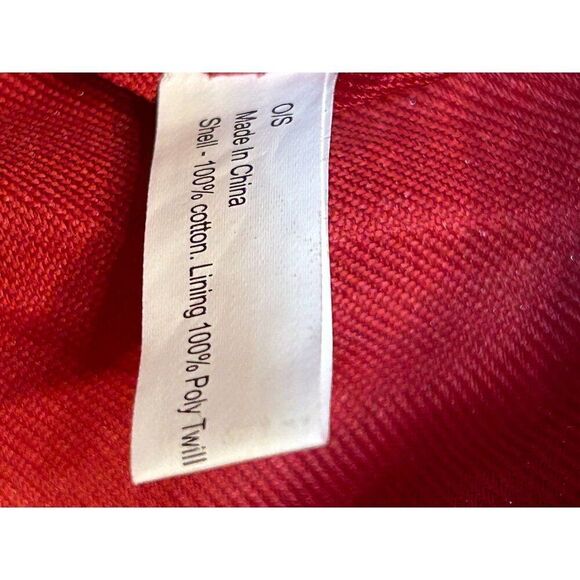 O/S
Made In China
Shell - 100% cotton. Lining 100% Poly Twill